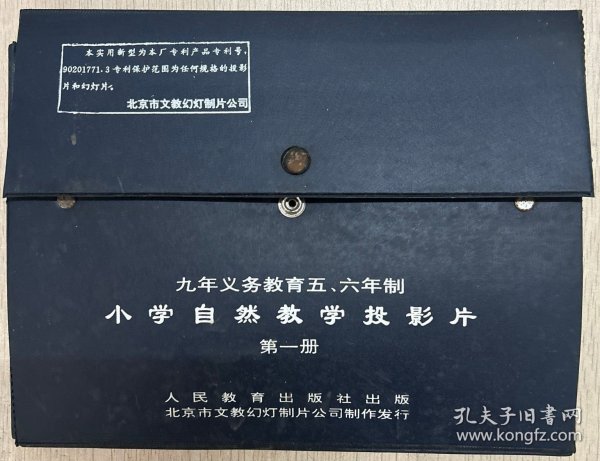 本实用新型为本厂专利产品专利号,
90201771.3专利保护范围为任何规格的投影
片和幻灯片。
北京市文教幻灯制片公司
九年义务教育五、六年制
小学自然教学投影片
第一册
人民教育出版社出版
北京市文教幻灯制片公司制作发行
孔夫子旧书网
www.kongfz.com